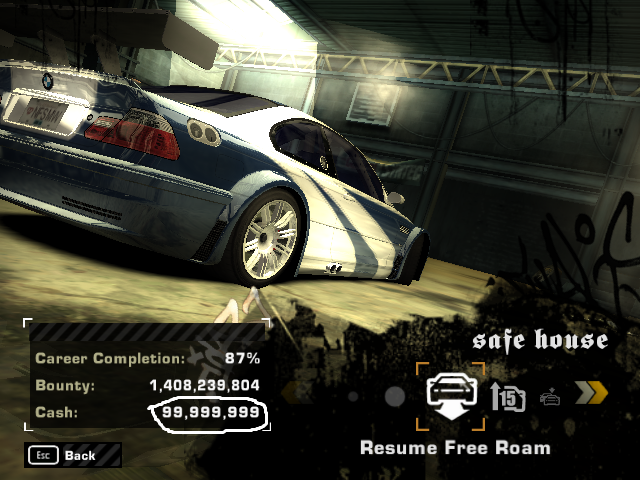 safe house
Career Completion: 87%
Bounty: 1,408,239,804
Cash: 99,999,999
15
Resume Free Roam
Esc Back